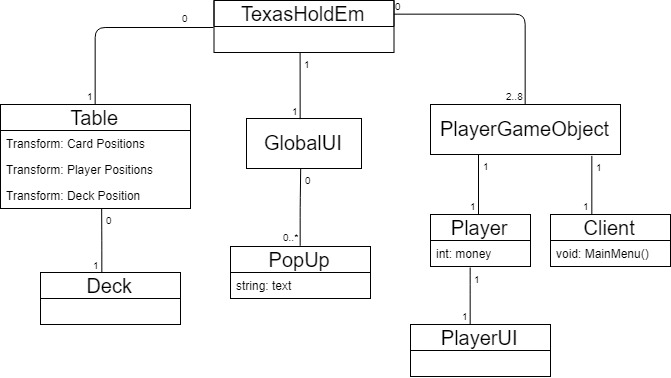 TexasHoldEm
0
0
1
1
1
2..8
Table
Transform: Card Positions
Transform: Player Positions
Transform: Deck Position
GlobalUI
PlayerGameObject
0
0
1
1
1
1
0..*
1
Deck
PopUp
string: text
Player
int: money
Client
void: MainMenu()
1
1
PlayerUI